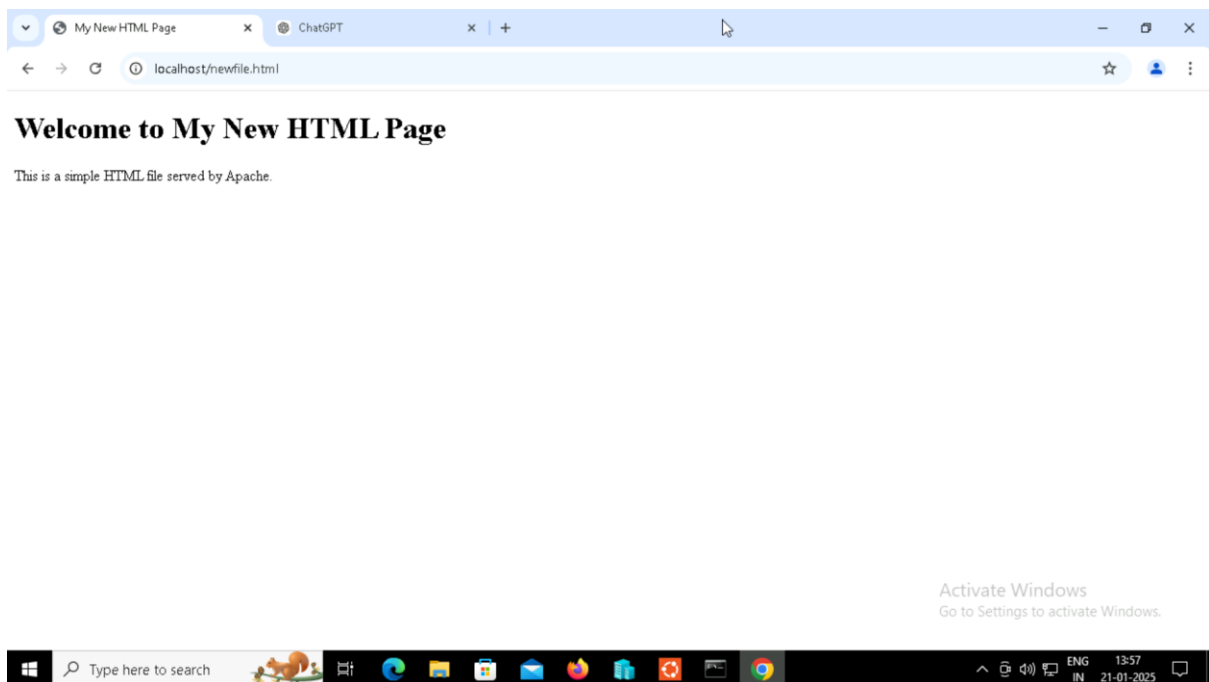 My New HTML Page
ChatGPT
localhost/newfile.html
Welcome to My New HTML Page
This is a simple HTML file served by Apache.
Activate Windows
Go to Settings to activate Windows.
Type here to search
ENG
IN
13:57
21-01-2025